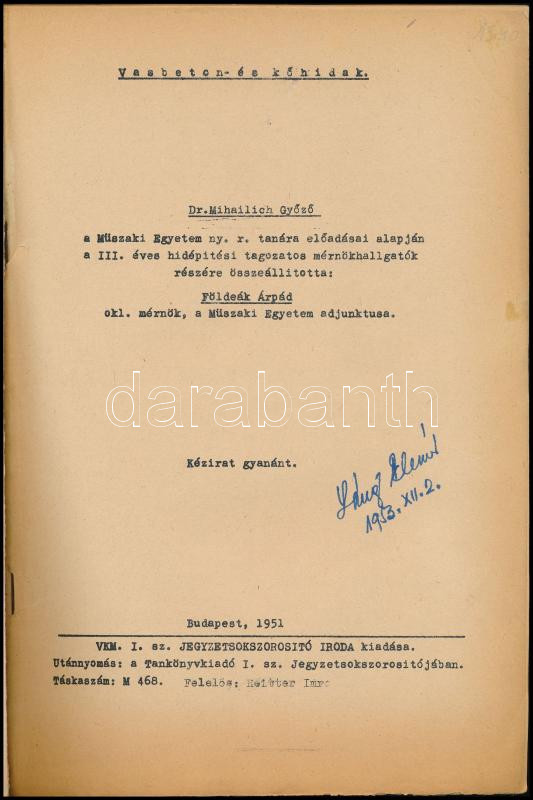 Vasbeton- és kőhidak.
Dr.Mihailich Győző
a Müszaki Egyetem ny. r. tanára előadásai alapján
a III. éves hidépitési tagozatos mérnökhallgatók
részére összeállitotta:
Földeák Árpád
okl. mérnök, a Müszaki Egyetem adjunktusa.
darabanth
Kézirat gyanánt.
1953. XII. 2.
Budapest, 1951
VKM. I. sz. JEGYZETSOKSZOROSITÓ IRODA kiadása.
Utánnyomás: a Tankönyvkiadó I. sz. Jegyzetsokszorositójában.
Táskaszám: M 468. Felelős: